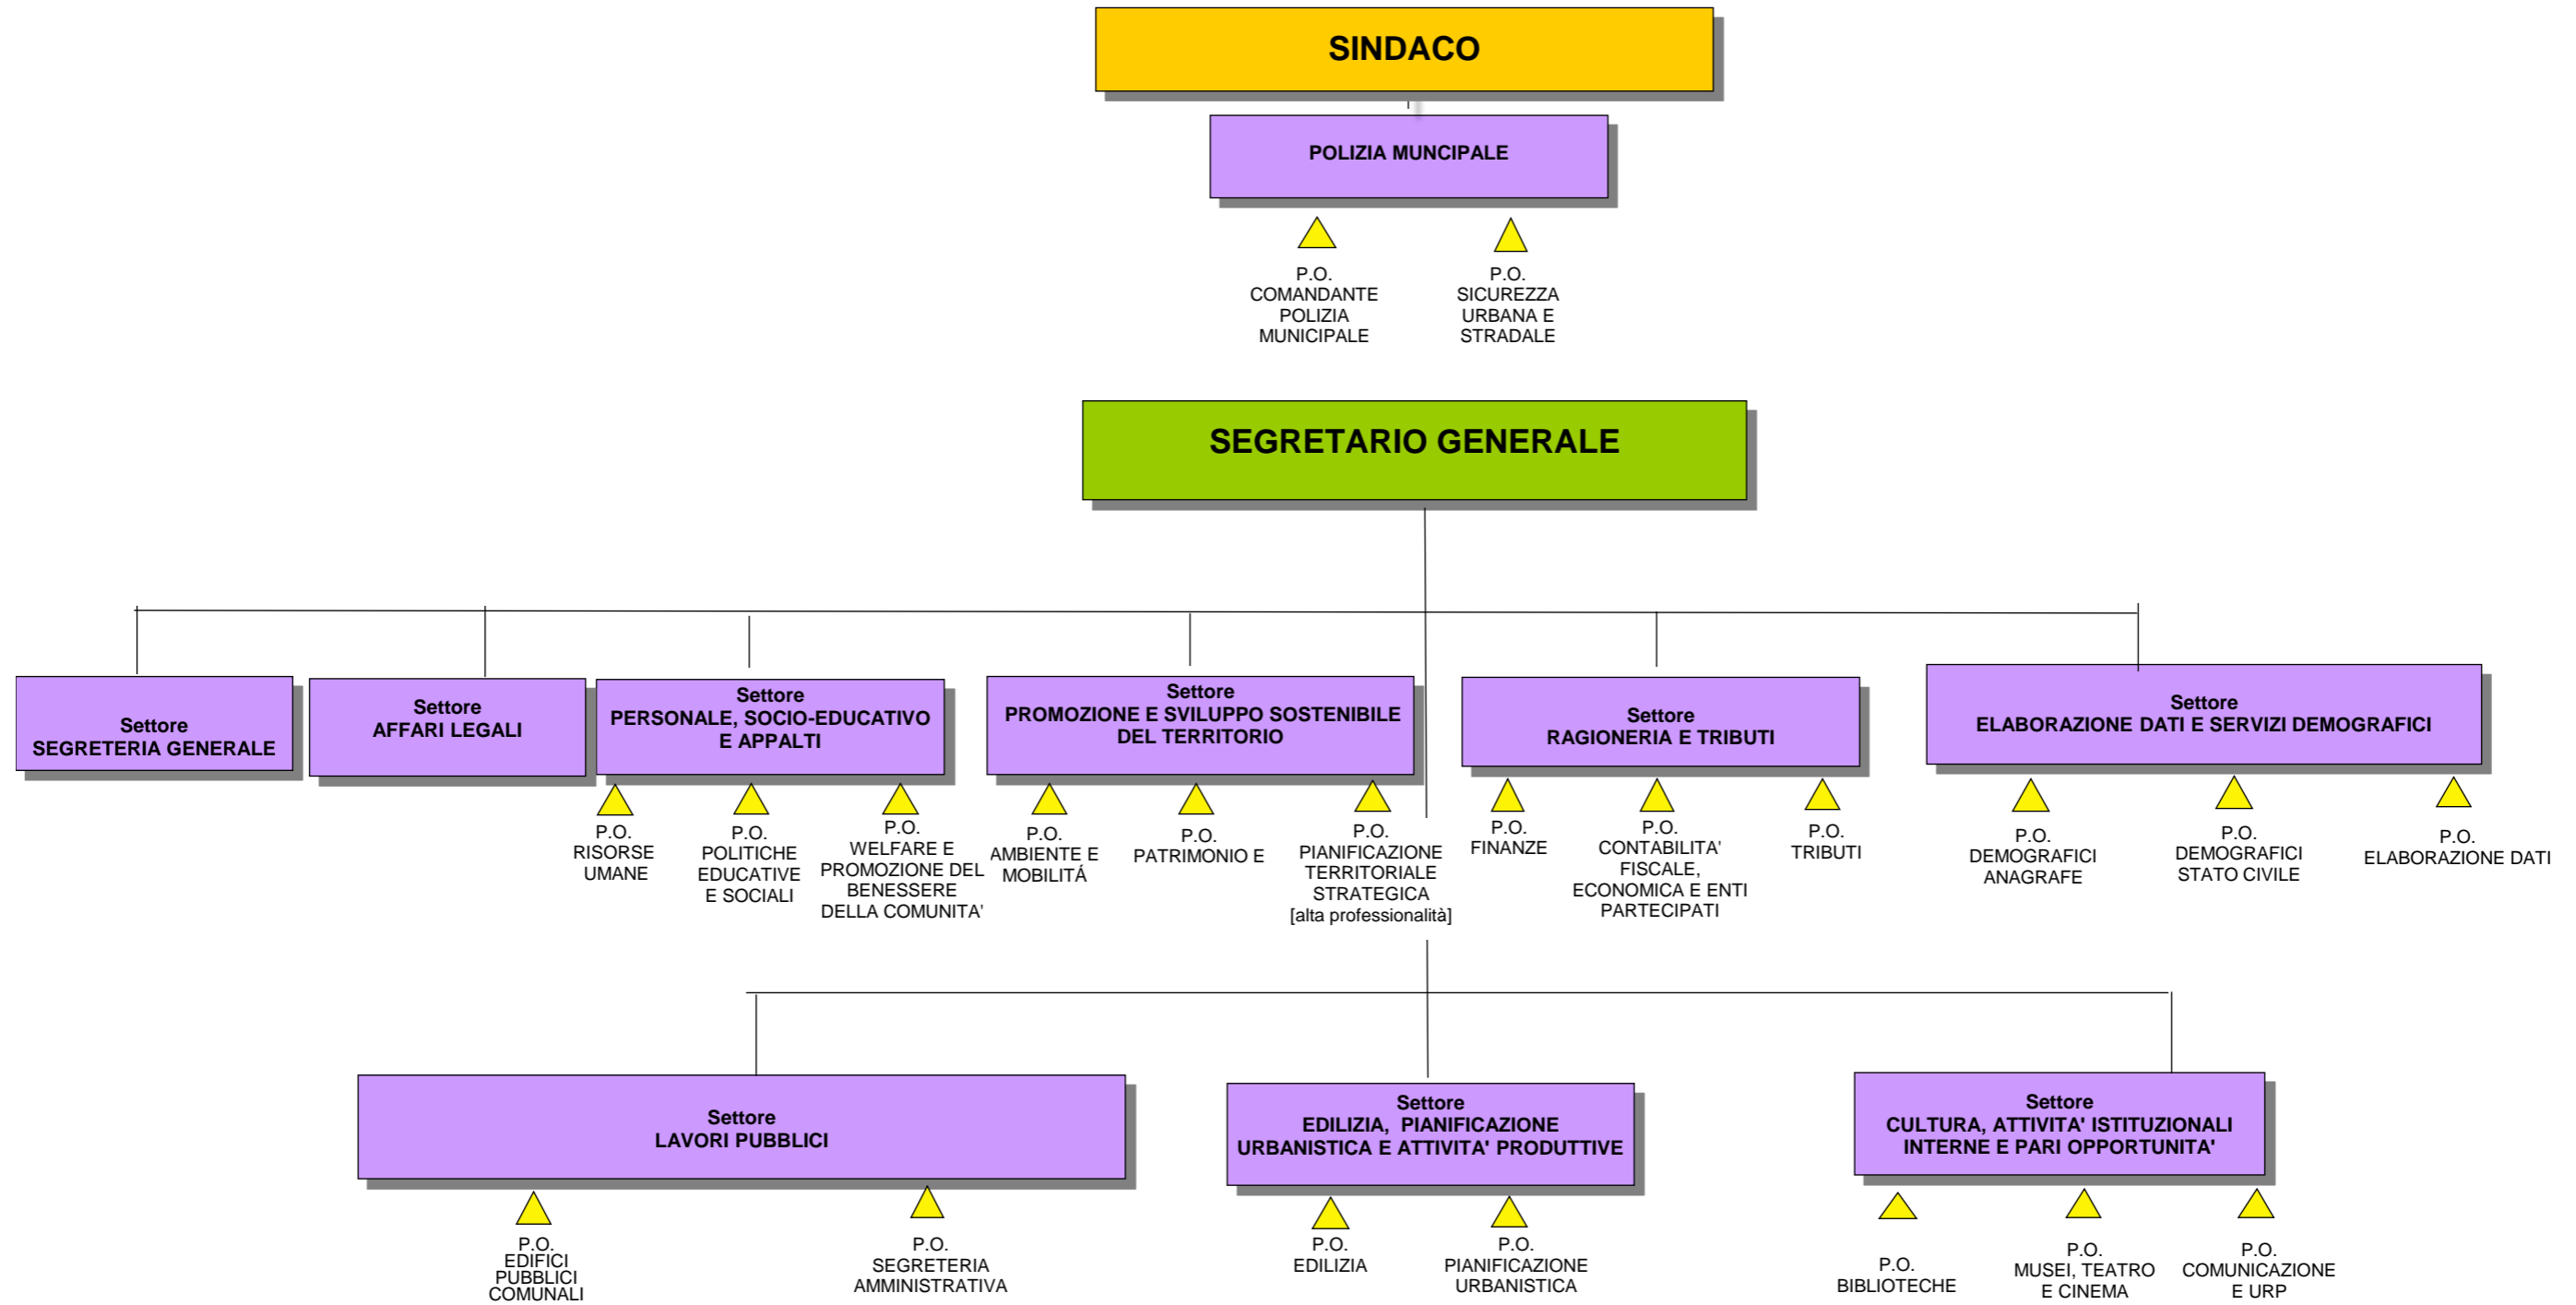 SINDACO
POLIZIA MUNCIPALE
P.O.
COMANDANTE
POLIZIA
MUNICIPALE
P.O.
SICUREZZA
URBANA E
STRADALE
SEGRETARIO GENERALE
Settore
SEGRETERIA GENERALE
Settore
AFFARI LEGALI
Settore
PERSONALE, SOCIO-EDUCATIVO
E APPALTI
Settore
PROMOZIONE E SVILUPPO SOSTENIBILE
DEL TERRITORIO
Settore
RAGIONERIA E TRIBUTI
Settore
ELABORAZIONE DATI E SERVIZI DEMOGRAFICI
P.O.
RISORSE
UMANE
P.O.
POLITICHE
EDUCATIVE
E SOCIALI
P.O.
WELFARE E
PROMOZIONE DEL
BENESSERE
DELLA COMUNITA'
P.O.
AMBIENTE E
MOBILITÁ
P.O.
PATRIMONIO E
P.O.
PIANIFICAZIONE
TERRITORIALE
STRATEGICA
[alta professionalità]
P.O.
FINANZE
P.O.
CONTABILITA'
FISCALE,
ECONOMICA E ENTI
PARTECIPATI
P.O.
TRIBUTI
P.O.
DEMOGRAFICI
ANAGRAFE
P.O.
DEMOGRAFICI
STATO CIVILE
P.O.
ELABORAZIONE DATI
Settore
LAVORI PUBBLICI
Settore
EDILIZIA, PIANIFICAZIONE
URBANISTICA E ATTIVITA' PRODUTTIVE
Settore
CULTURA, ATTIVITA' ISTITUZIONALI
INTERNE E PARI OPPORTUNITA'
P.O.
EDIFICI
PUBBLICI
COMUNALI
P.O.
SEGRETERIA
AMMINISTRATIVA
P.O.
EDILIZIA
P.O.
PIANIFICAZIONE
URBANISTICA
P.O.
BIBLIOTECHE
P.O.
MUSEI, TEATRO
E CINEMA
P.O.
COMUNICAZIONE
E URP